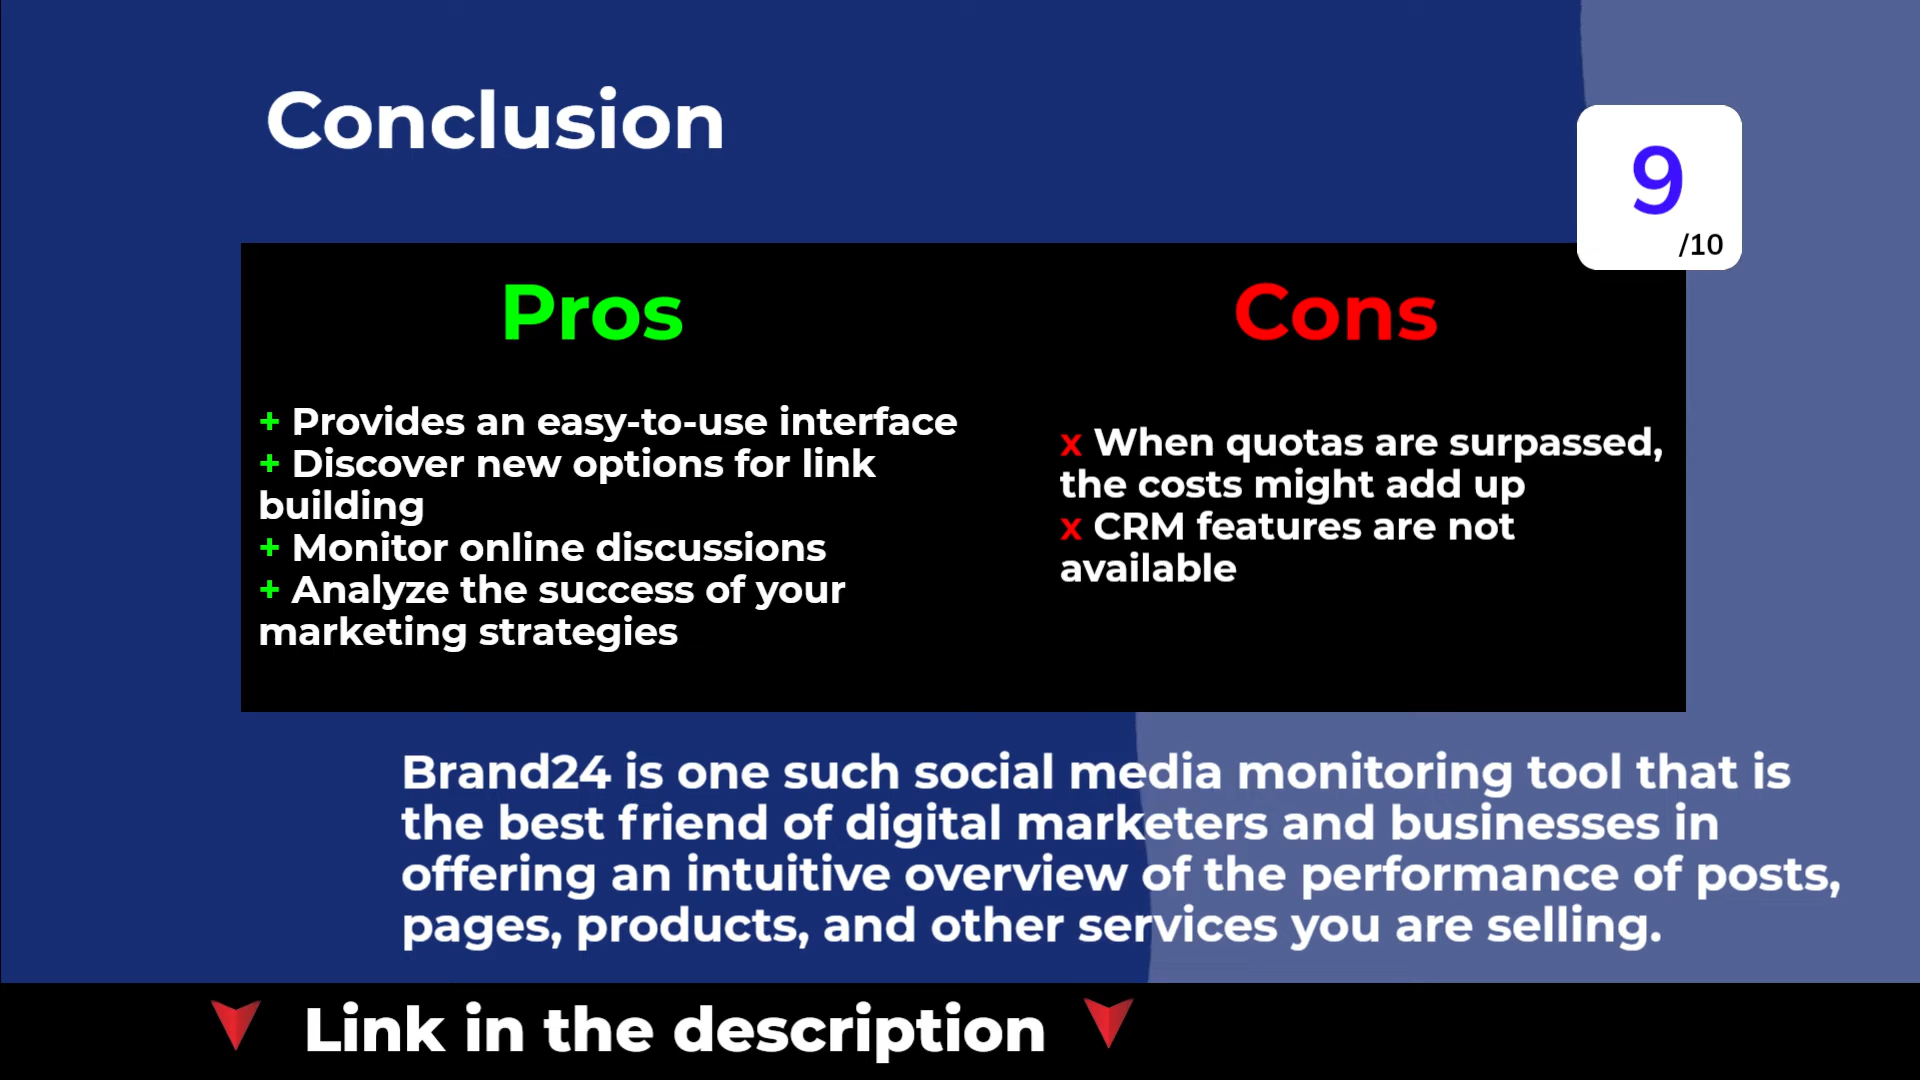 Conclusion
9
/10
Pros
+ Provides an easy-to-use interface
+ Discover new options for link
building
+ Monitor online discussions
+ Analyze the success of your
marketing strategies
Cons
x When quotas are surpassed,
the costs might add up
x CRM features are not
available
Brand24 is one such social media monitoring tool that is
the best friend of digital marketers and businesses in
offering an intuitive overview of the performance of posts,
pages, products, and other services you are selling.
Link in the description